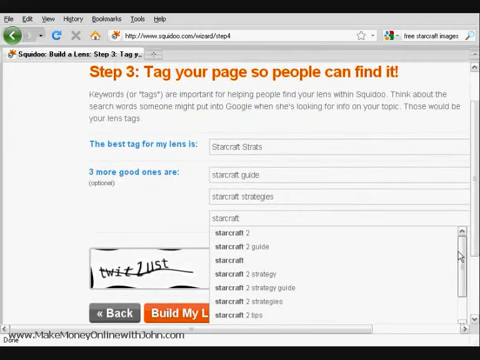 File Edit View History Bookmarks Tools Help
http://www.squidoo.com/wizard/step4
free starcraft images
Squidoo: Build a Lens: Step 3: Tag y...
Step 3: Tag your page so people can find it!
Keywords (or "tags") are important for helping people find your lens within Squidoo. Think about the
search words someone might put into Google when she's looking for info on your topic. Those would be
your lens tags.
The best tag for my lens is: Starcraft Strats
3 more good ones are: starcraft guide
(optional)
starcraft strategies
starcraft
starcraft 2
starcraft 2 guide
starcraft
starcraft 2 strategy
starcraft 2 strategy guide
starcraft 2 strategies
starcraft 2 tips
« Back Build My L
Done
www.MakeMoneyOnlinewithJohn.com